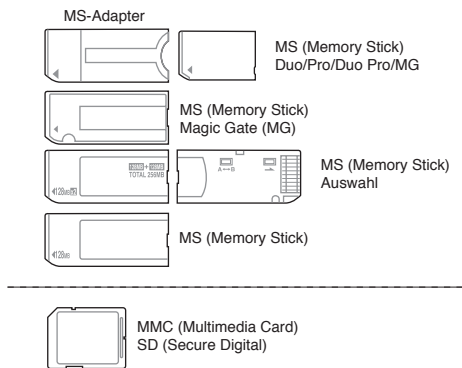 MS-Adapter
MS (Memory Stick)
Duo/Pro/Duo Pro/MG
MS (Memory Stick)
Magic Gate (MG)
TOTAL 256MB
A B
128MB
MS (Memory Stick)
Auswahl
128MB
MS (Memory Stick)
MMC (Multimedia Card)
SD (Secure Digital)